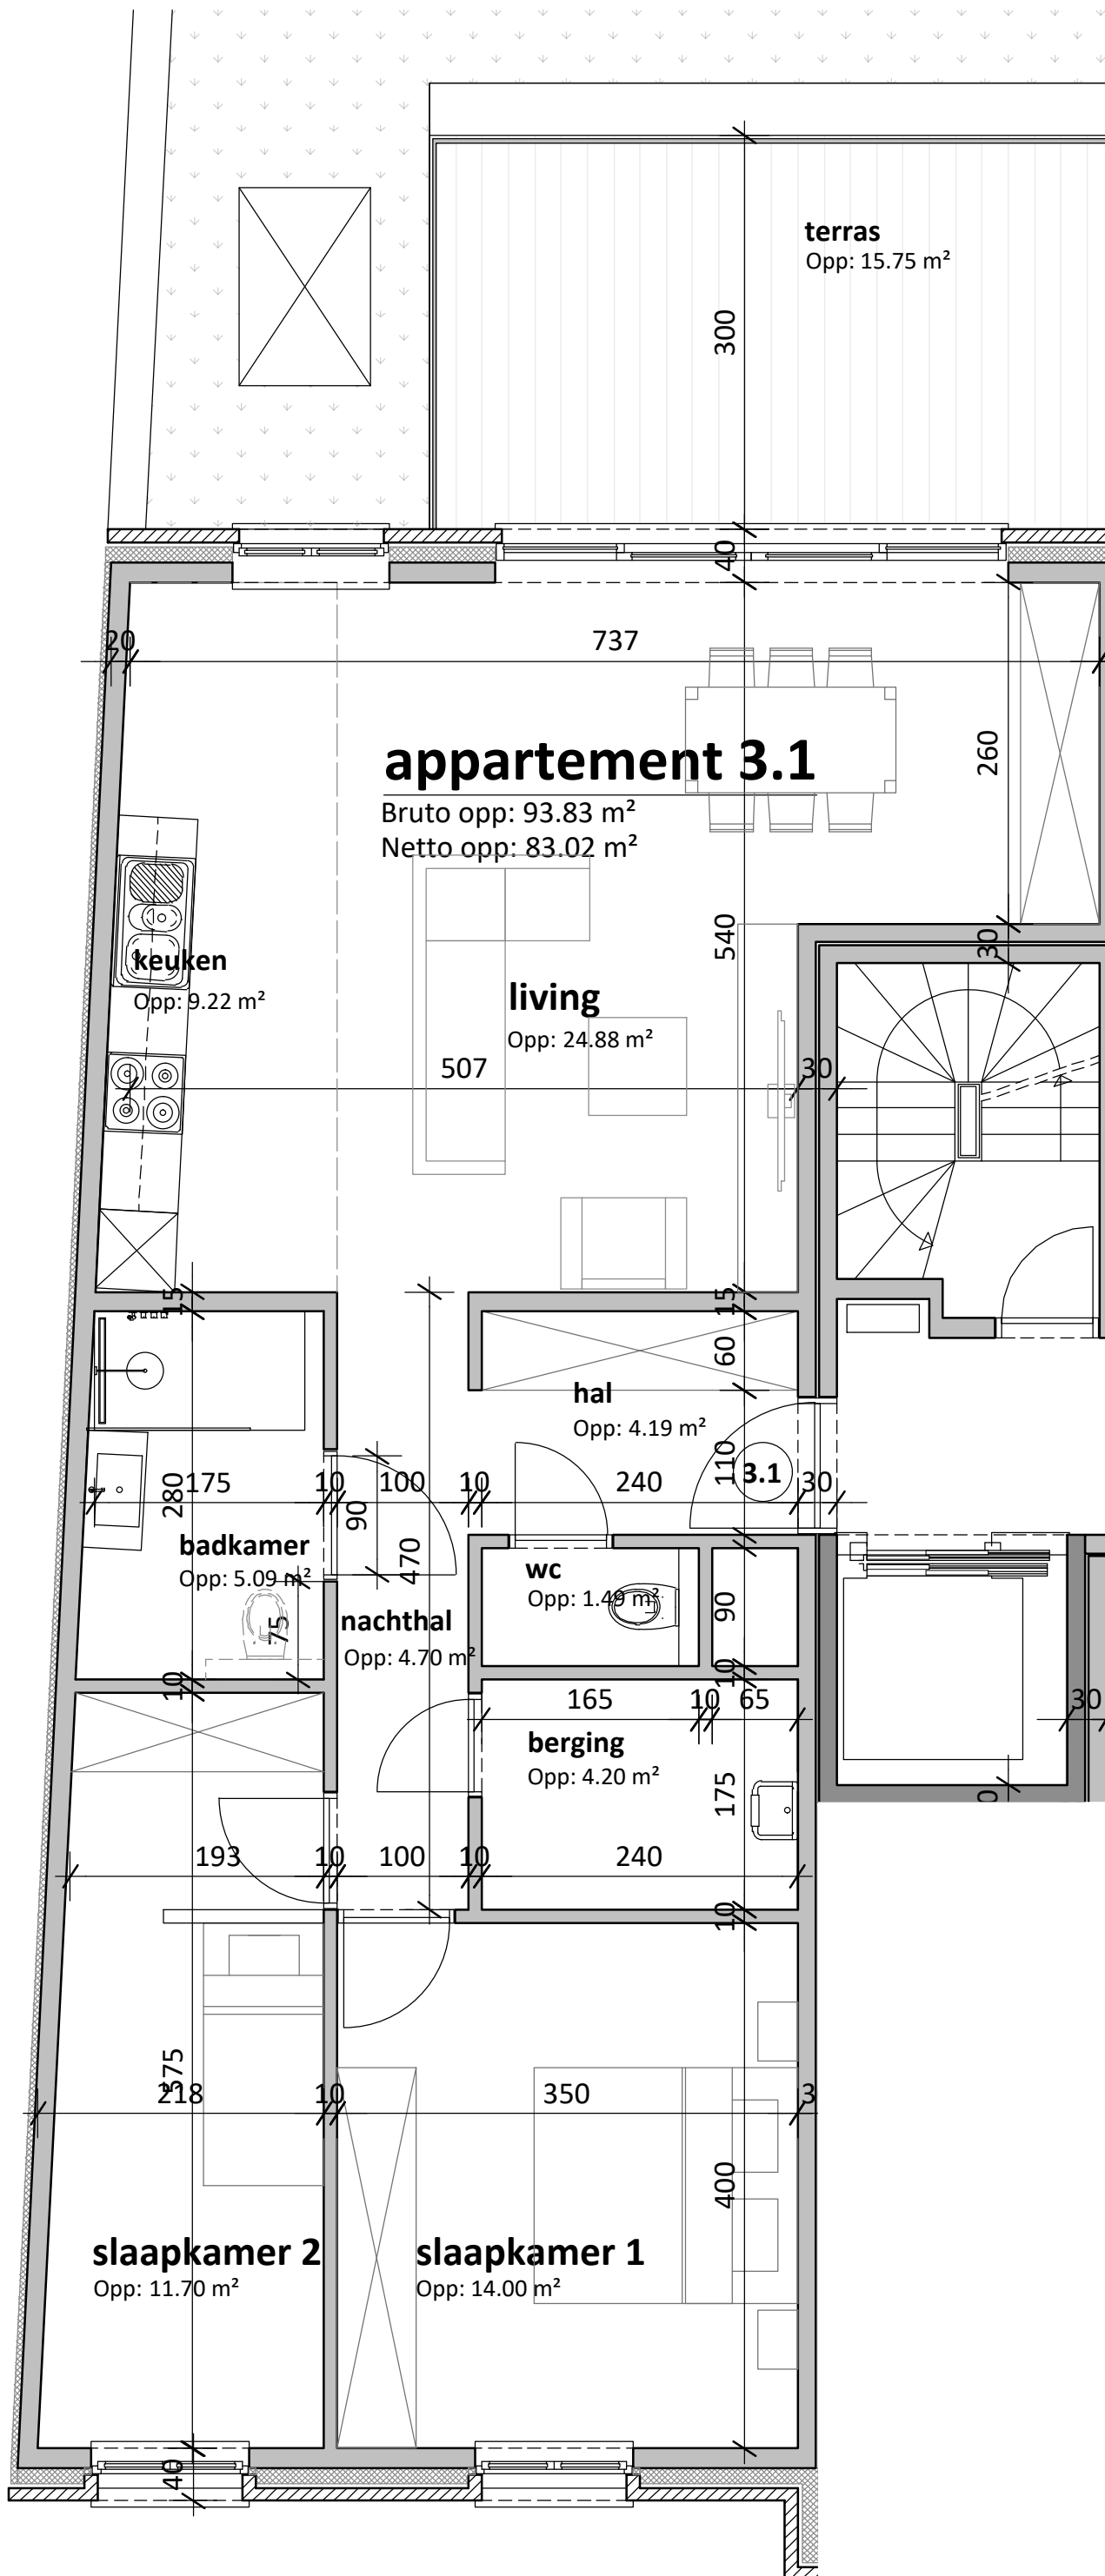 terras
Opp: 15.75 m²
300
40
20
737
appartement 3.1
Bruto opp: 93.83 m²
Netto opp: 83.02 m²
260
540
30
keuken
Opp: 9.22 m²
living
Opp: 24.88 m²
507
30
15
15
60
hal
Opp: 4.19 m²
110
3.1
280
175
10
100
10
240
30
90
badkamer
Opp: 5.09 m²
470
wc
Opp: 1.49 m²
90
75
nachthal
Opp: 4.70 m²
10
10
165
10
65
30
berging
Opp: 4.20 m²
175
0
193
10
100
10
240
10
575
218
10
350
3
400
slaapkamer 2
Opp: 11.70 m²
slaapkamer 1
Opp: 14.00 m²
40